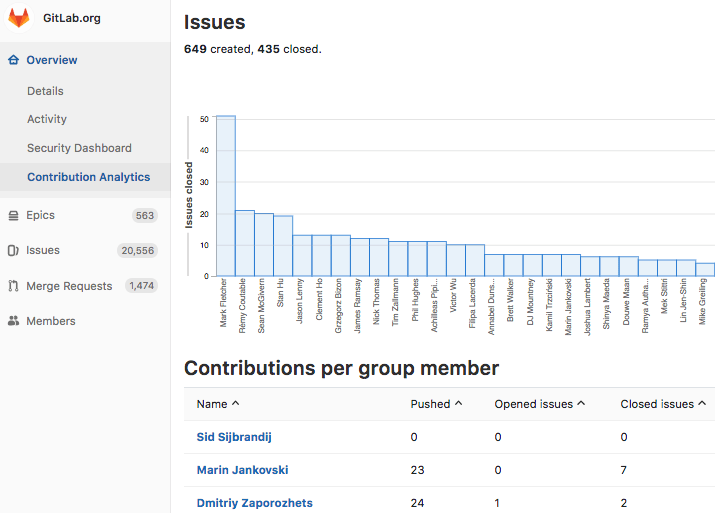 GitLab.org
Overview
Details
Activity
Security Dashboard
Contribution Analytics
Epics 563
Issues 20,556
Merge Requests 1,474
Members
Issues
649 created, 435 closed.
Issues closed
50
40
30
20
10
0
Mark Fletcher
Rémy Coutable
Sean McGivern
Stan Hu
Jason Lenny
Clement Ho
Grzegorz Bizon
James Ramsay
Nick Thomas
Tim Zallmann
Phil Hughes
Achilleas Pipi...
Victor Wu
Filipa Lacerda
Annabel Duns...
Brett Walker
DJ Mountney
Kamil Trzciński
Marin Jankovski
Joshua Lambert
Shinya Maeda
Douwe Maan
Ramya Autha...
Mek Stittri
Lin Jen-Shin
Mike Greiling
Contributions per group member
Name Pushed Opened issues Closed issues
Sid Sijbrandij 0 0 0
Marin Jankovski 23 0 7
Dmitriy Zaporozhets 24 1 2